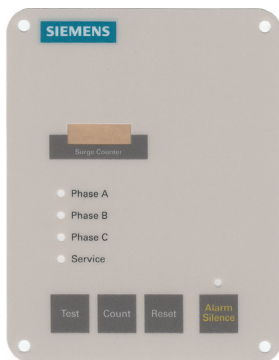 SIEMENS
Surge Counter
Phase A
Phase B
Phase C
Service
Test
Count
Reset
Alarm
Silence